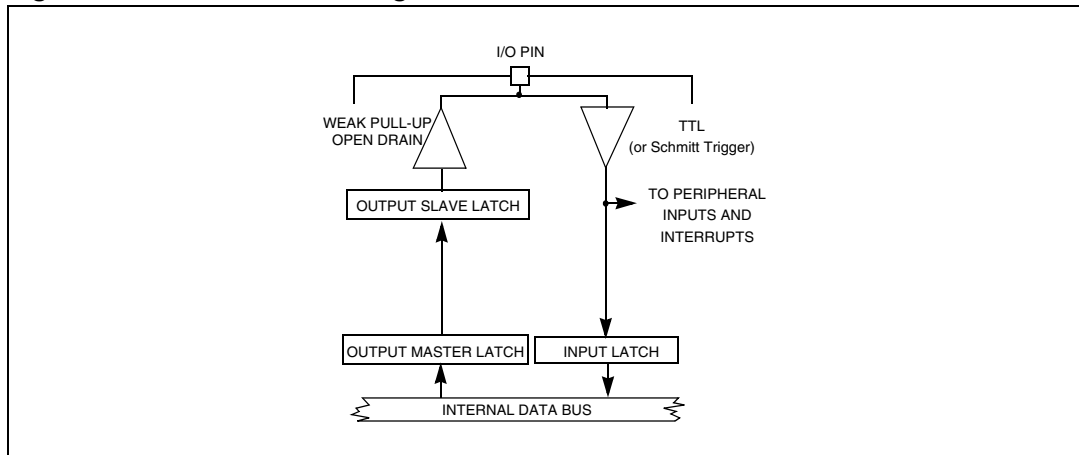 I/O PIN
WEAK PULL-UP
OPEN DRAIN
TTL
(or Schmitt Trigger)
OUTPUT SLAVE LATCH
TO PERIPHERAL
INPUTS AND
INTERRUPTS
OUTPUT MASTER LATCH
INPUT LATCH
INTERNAL DATA BUS